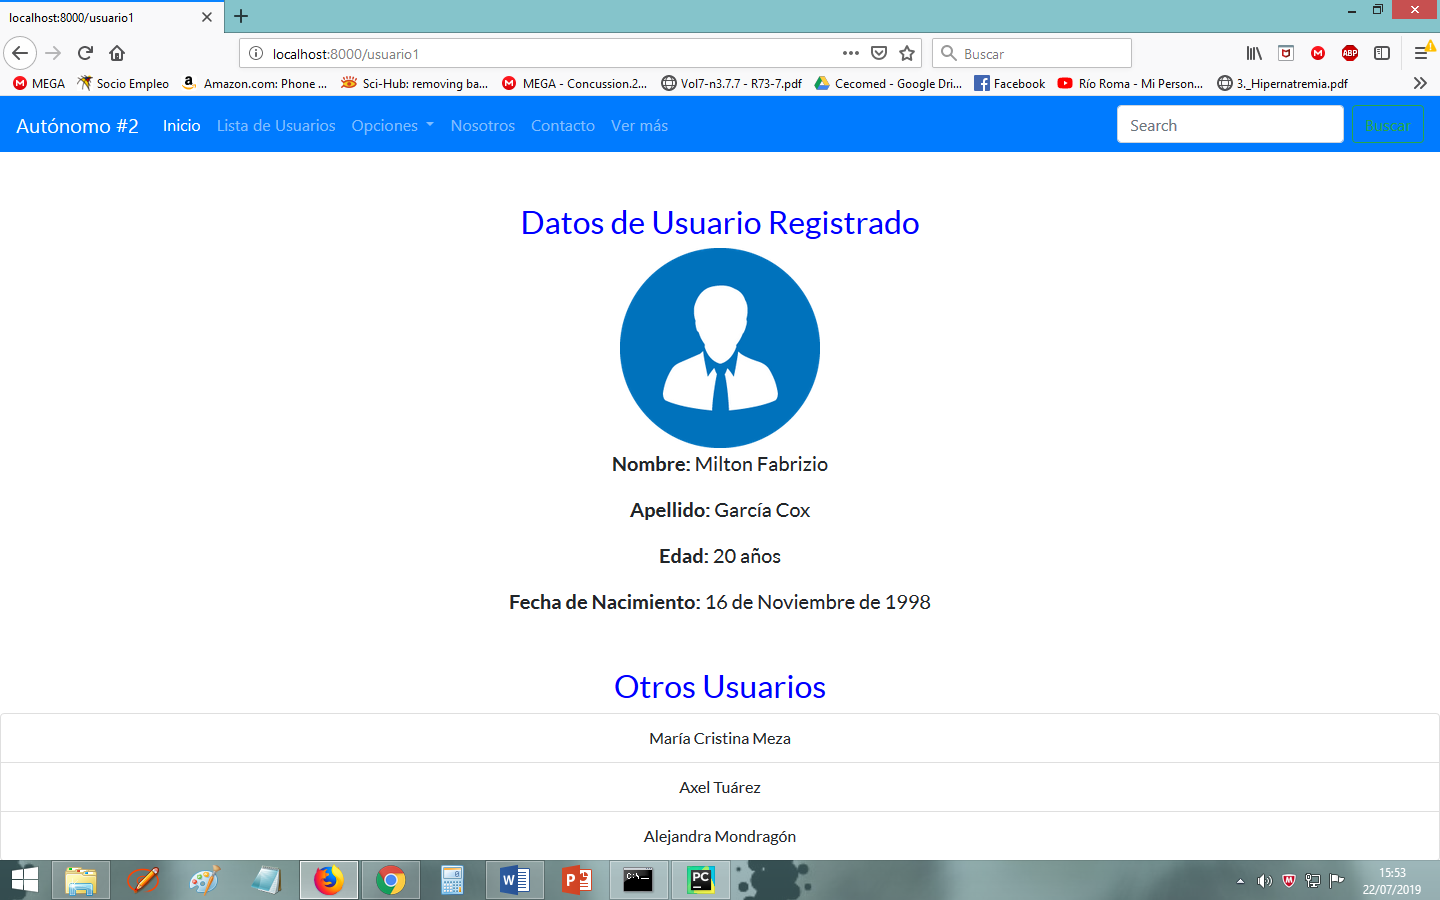 localhost:8000/usuario1
localhost:8000/usuario1
Buscar
ABP
MEGA Socio Empleo Amazon.com: Phone ... Sci-Hub: removing ba... MEGA - Concussion.2... Vol7-n3.7.7 - R73-7.pdf Cecomed - Google Dri... Facebook Río Roma - Mi Person... 3._Hipernatremia.pdf
Autónomo #2 Inicio Lista de Usuarios Opciones Nosotros Contacto Ver más Search Buscar
Datos de Usuario Registrado
Nombre: Milton Fabrizio
Apellido: García Cox
Edad: 20 años
Fecha de Nacimiento: 16 de Noviembre de 1998
Otros Usuarios
María Cristina Meza
Axel Tuárez
Alejandra Mondragón
15:53
22/07/2019